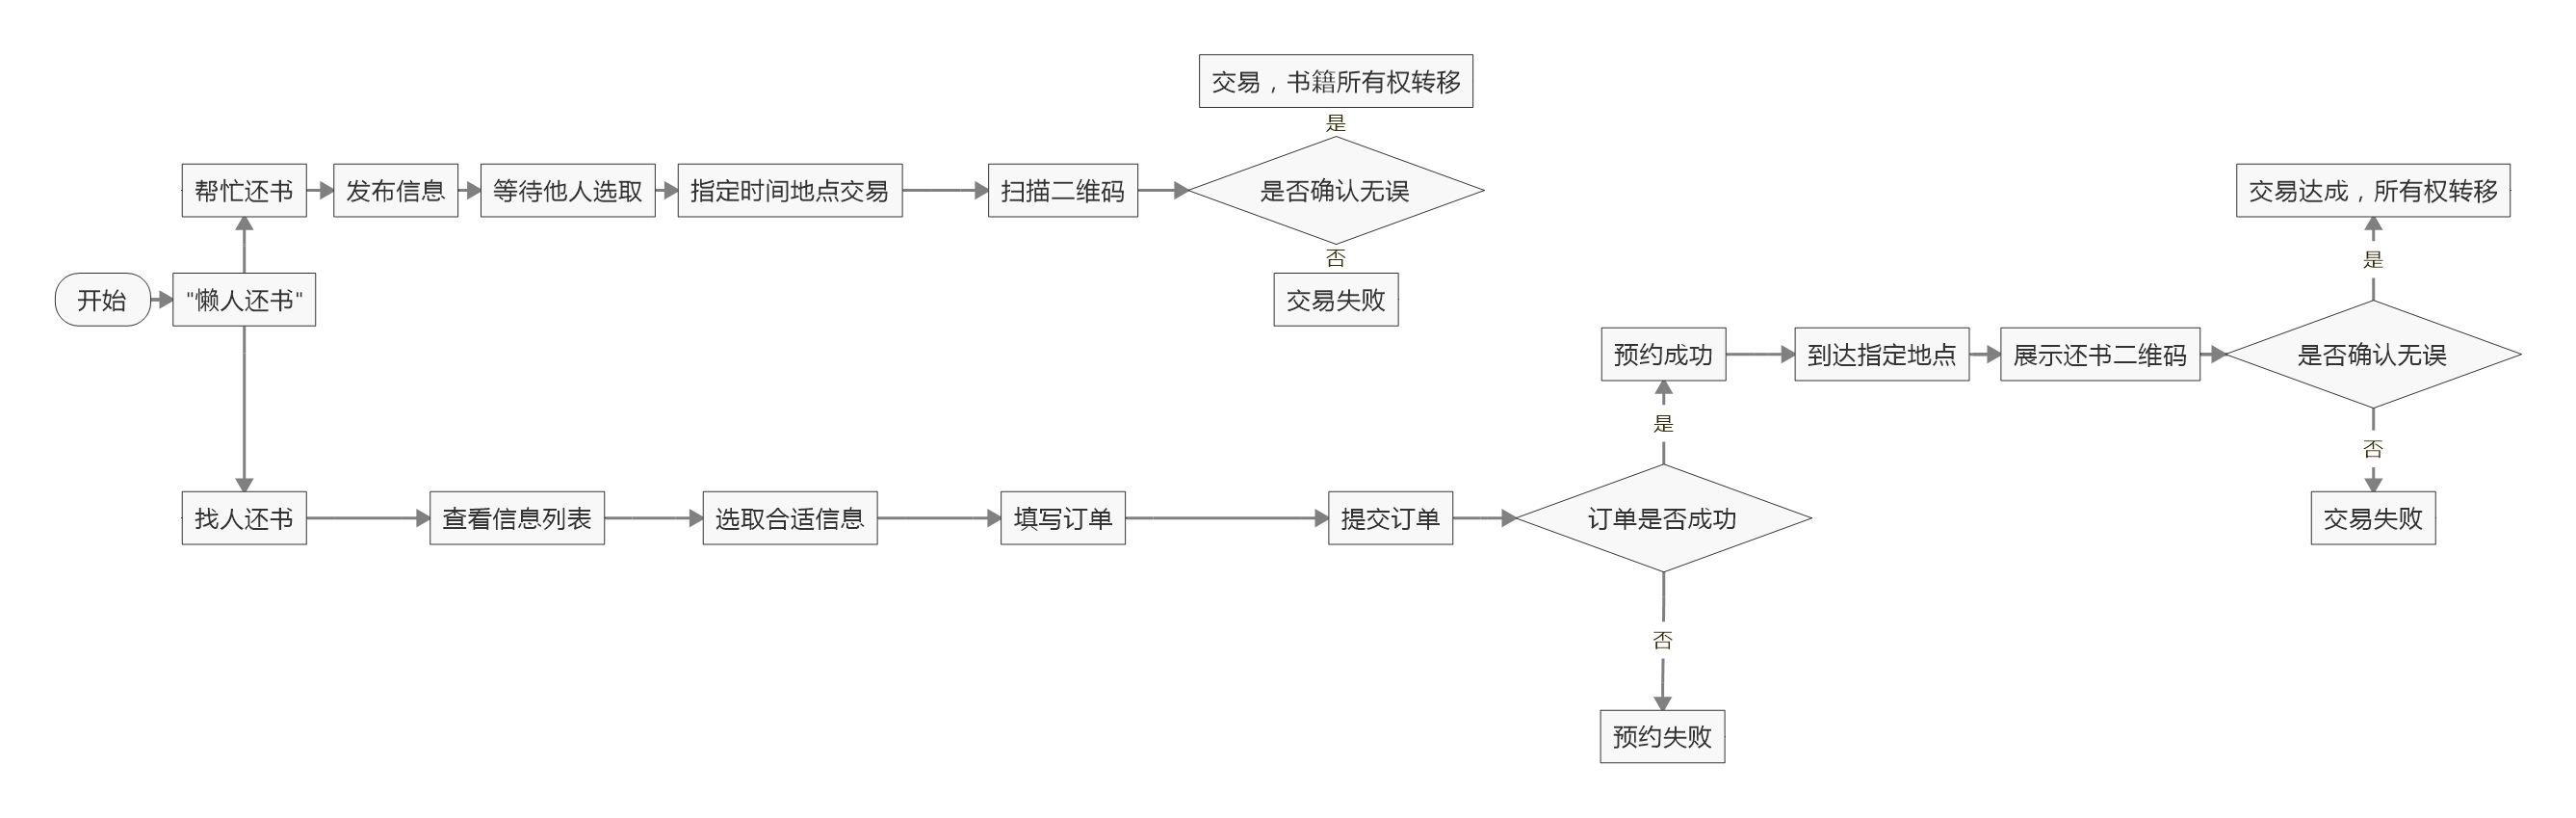 交易，书籍所有权转移
是
帮忙还书
发布信息
等待他人选取
指定时间地点交易
扫描二维码
是否确认无误
否
交易失败
开始
"懒人还书"
找人还书
查看信息列表
选取合适信息
填写订单
提交订单
订单是否成功
是
预约成功
到达指定地点
展示还书二维码
是否确认无误
是
交易达成，所有权转移
否
交易失败
否
预约失败